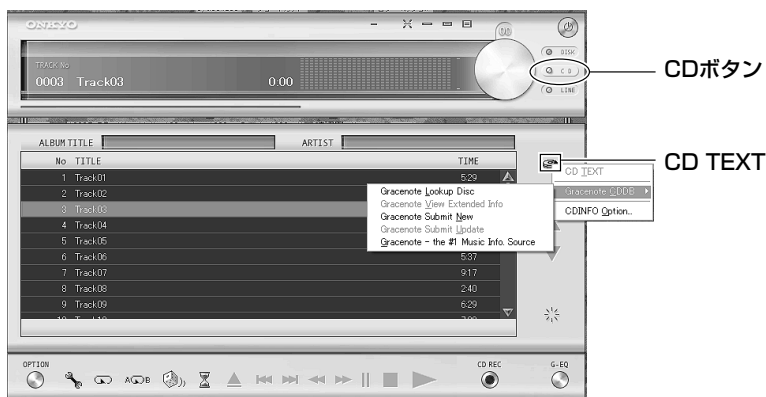 ONKYO
DISK
CD
LINE
CDボタン
TRACK No
0003 Track03 0:00
ALBUM TITLE
ARTIST
CD TEXT
No TITLE TIME
1 Track01 5:29
2 Track02
3 Track03
4 Track04
5 Track05
6 Track06 5:37
7 Track07 9:17
8 Track08 2:40
9 Track09 6:29
CD TEXT
Gracenote CDDB
CDINFO Option..
Gracenote Lookup Disc
Gracenote View Extended Info
Gracenote Submit New
Gracenote Submit Update
Gracenote - the #1 Music Info. Source
OPTION
A B
CD REC
G-EQ